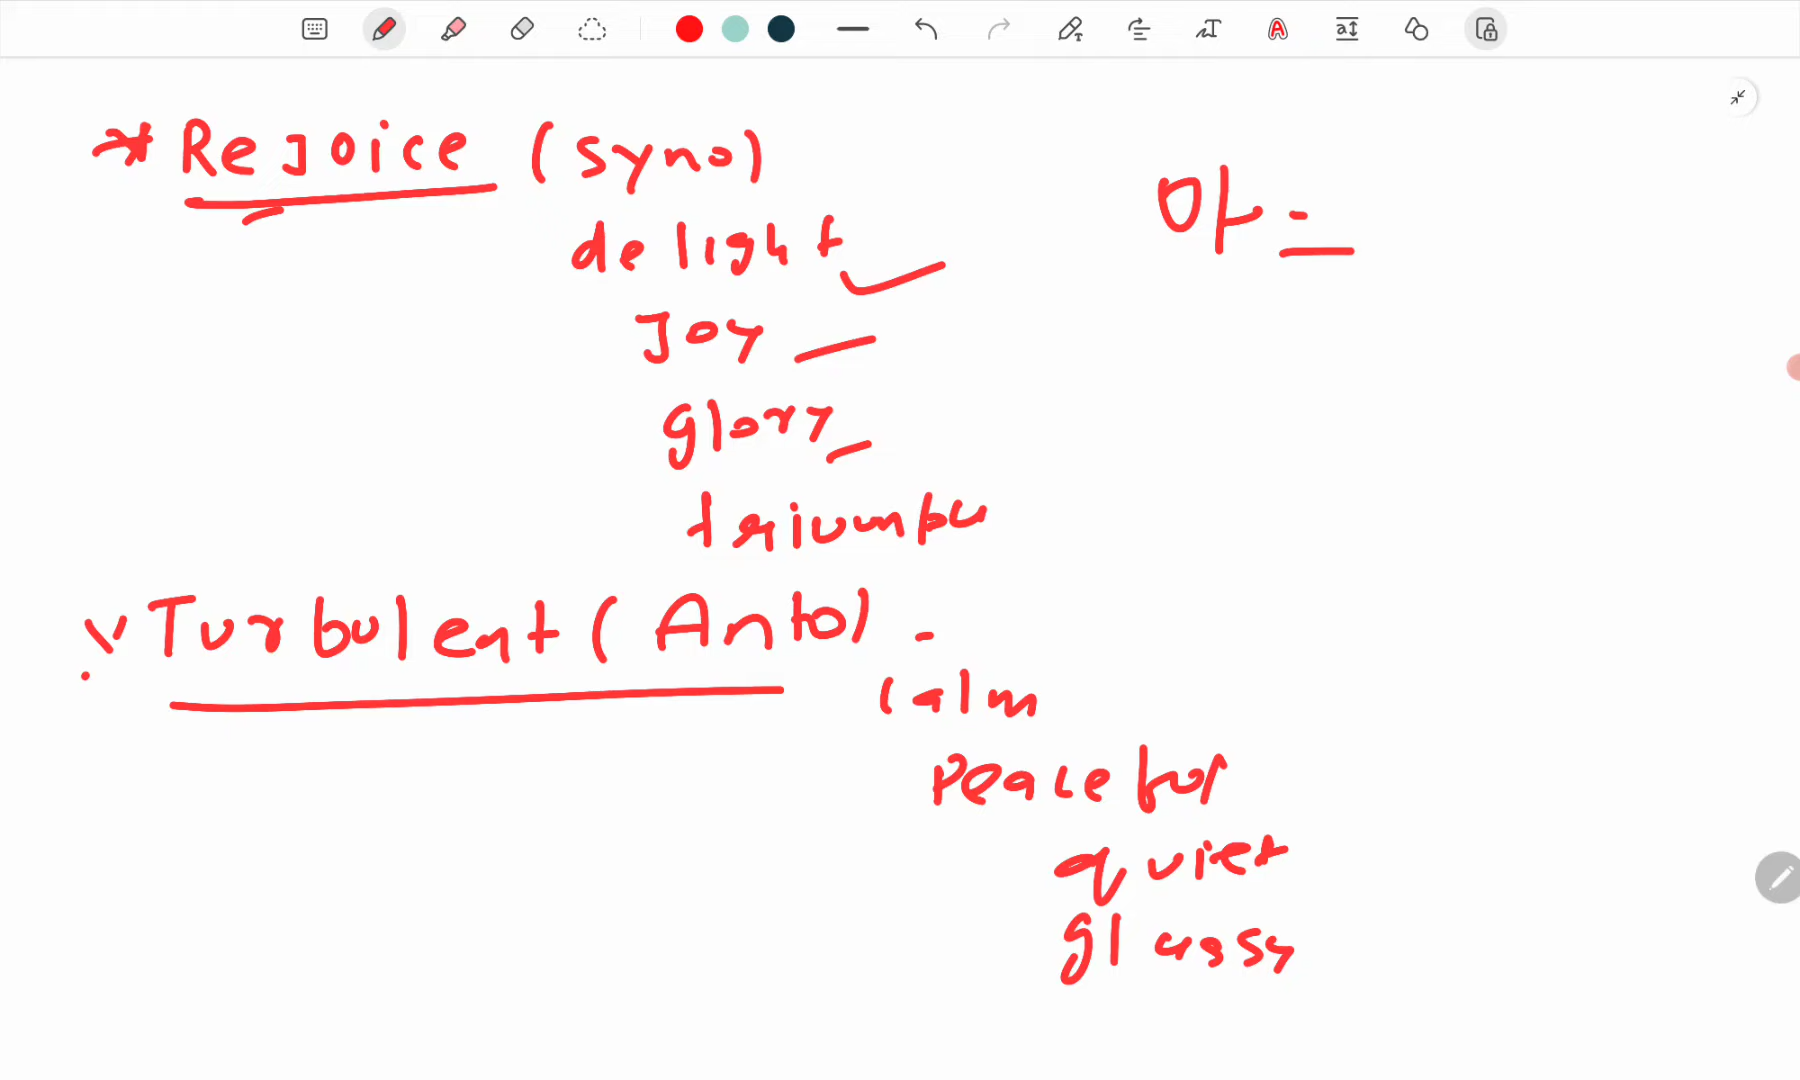 * Rejoice (syno)
delight
Joy
glory
triumph
Turbulent (Anto) -
calm
Peaceful
quiet
glassy